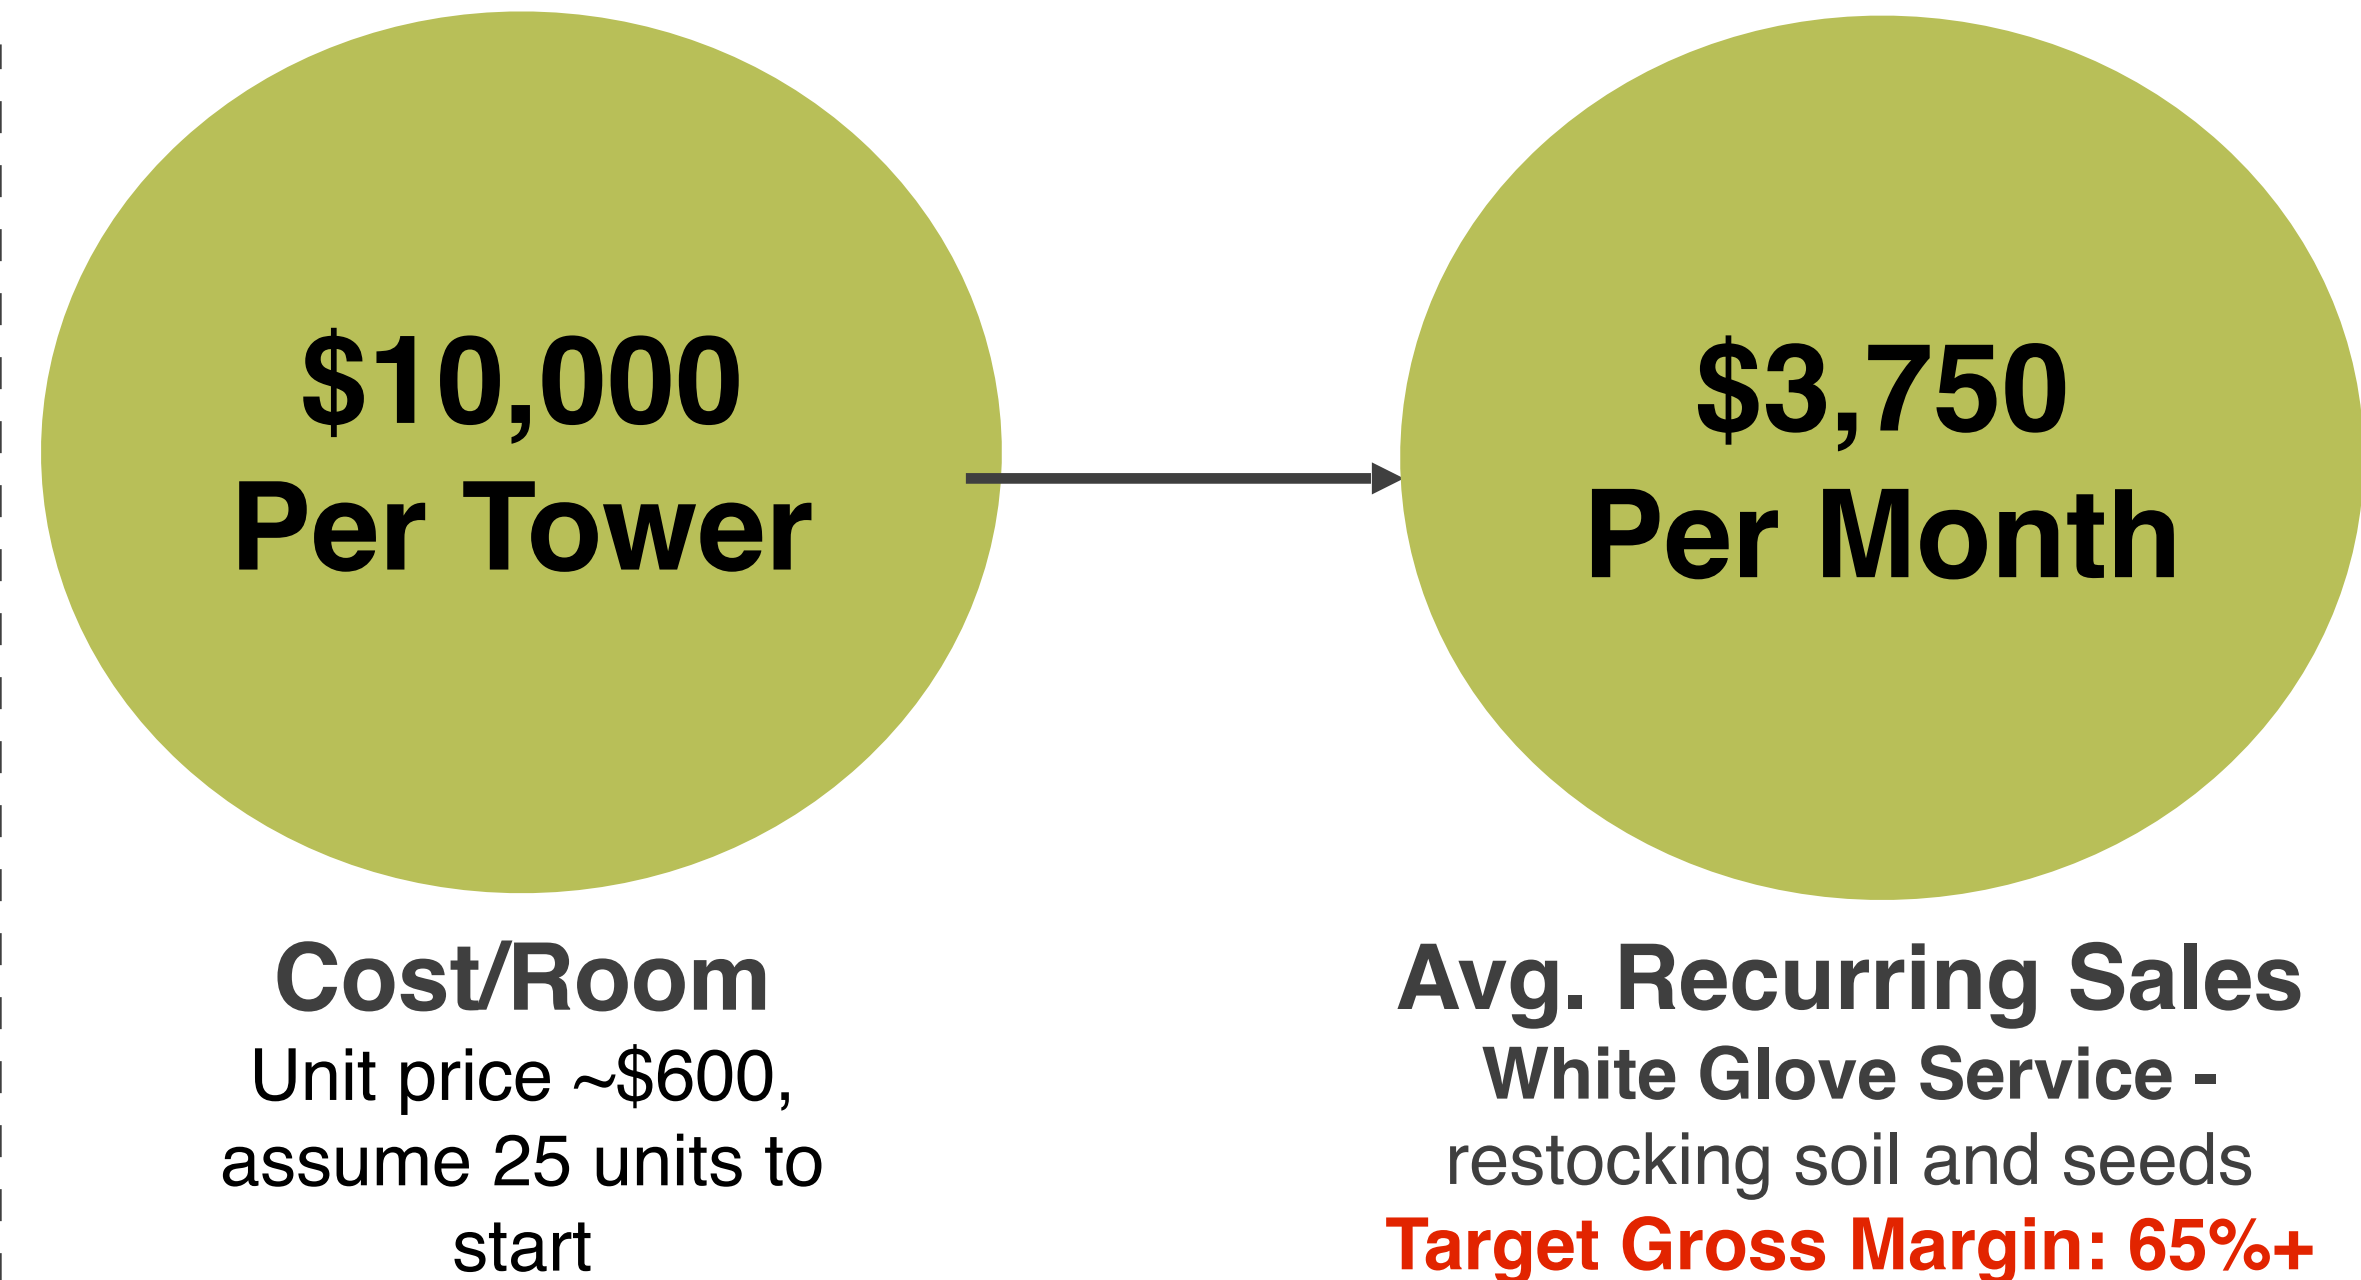 $10,000
Per Tower
$3,750
Per Month
Cost/Room
Unit price ~$600,
assume 25 units to
start
Avg. Recurring Sales
White Glove Service -
restocking soil and seeds
Target Gross Margin: 65%+